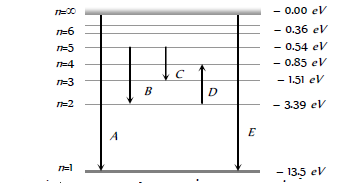 n=∞ – 0.00 eV
n=6 – 0.36 eV
n=5 – 0.54 eV
n=4 – 0.85 eV
n=3 – 1.51 eV
n=2 – 3.39 eV
n=1 – 13.5 eV
A
B
C
D
E